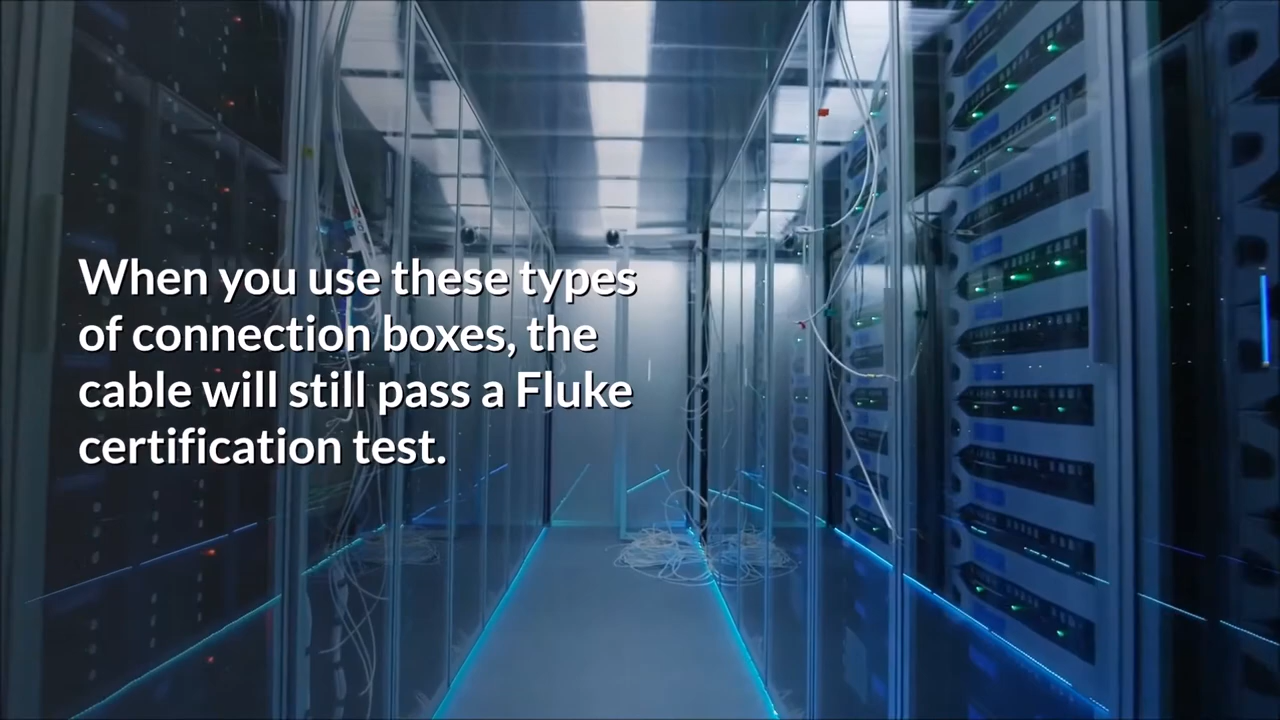 When you use these types
of connection boxes, the
cable will still pass a Fluke
certification test.